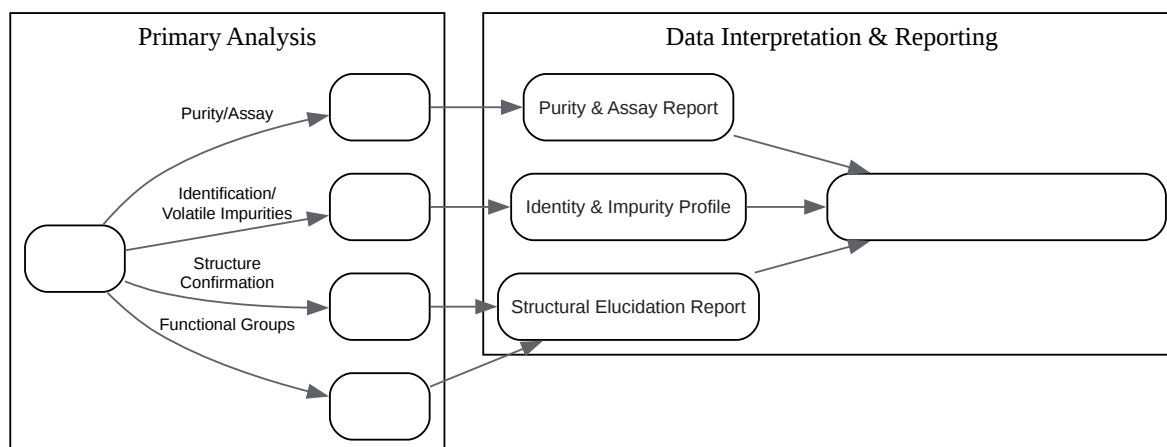 Primary Analysis
Data Interpretation & Reporting
Purity/Assay
Purity & Assay Report
Identification/
Volatile Impurities
Identity & Impurity Profile
Structure
Confirmation
Structural Elucidation Report
Functional Groups